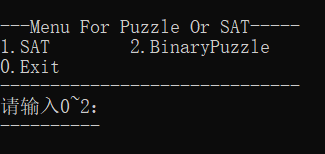 ---Menu For Puzzle Or SAT-----
1.SAT        2.BinaryPuzzle
0.Exit
------------------------------
请输入0~2:
----------